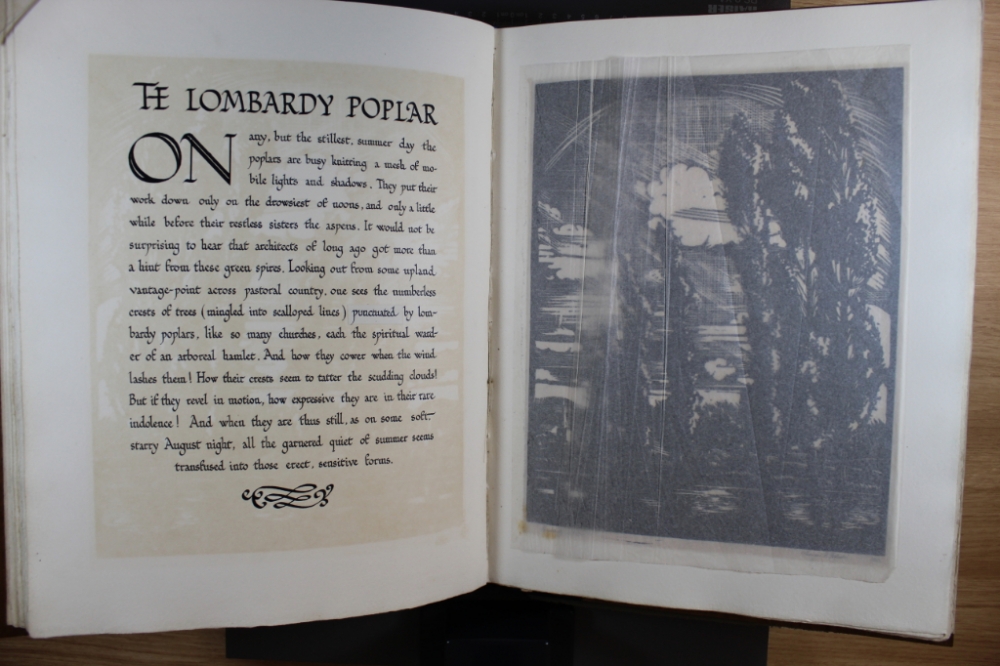 THE LOMBARDY POPLAR
ON any, but the stillest, summer day the
poplars are busy knitting a mesh of mo-
bile lights and shadows. They put their
work down only on the drowsiest of noons, and only a little
while before their restless sisters the aspens. It would not be
surprising to hear that architects of long ago got more than
a hint from these green spires. Looking out from some upland
vantage-point across pastoral country, one sees the numberless
crests of trees (mingled into scalloped lines) punctuated by lom-
bardy poplars, like so many churches, each the spiritual ward-
er of an arboreal hamlet. And how they cower when the wind
lashes them! How their crests seem to tatter the scudding clouds!
But if they revel in motion, how expressive they are in their rare
indolence! And when they are thus still, as on some soft
starry August night, all the garnered quiet of summer seems
transfused into those erect, sensitive forms.